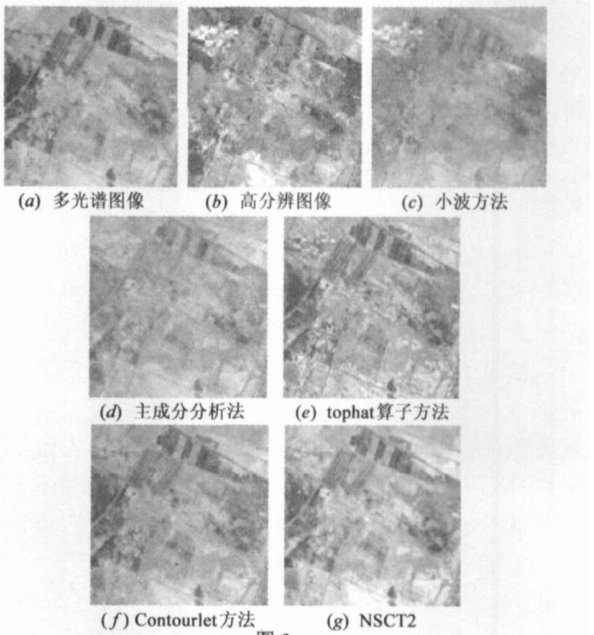 (a) 多光谱图像 (b) 高分辨图像 (c) 小波方法
(d) 主成分分析法 (e) tophat算子方法
(f) Contourlet方法 (g) NSCT2